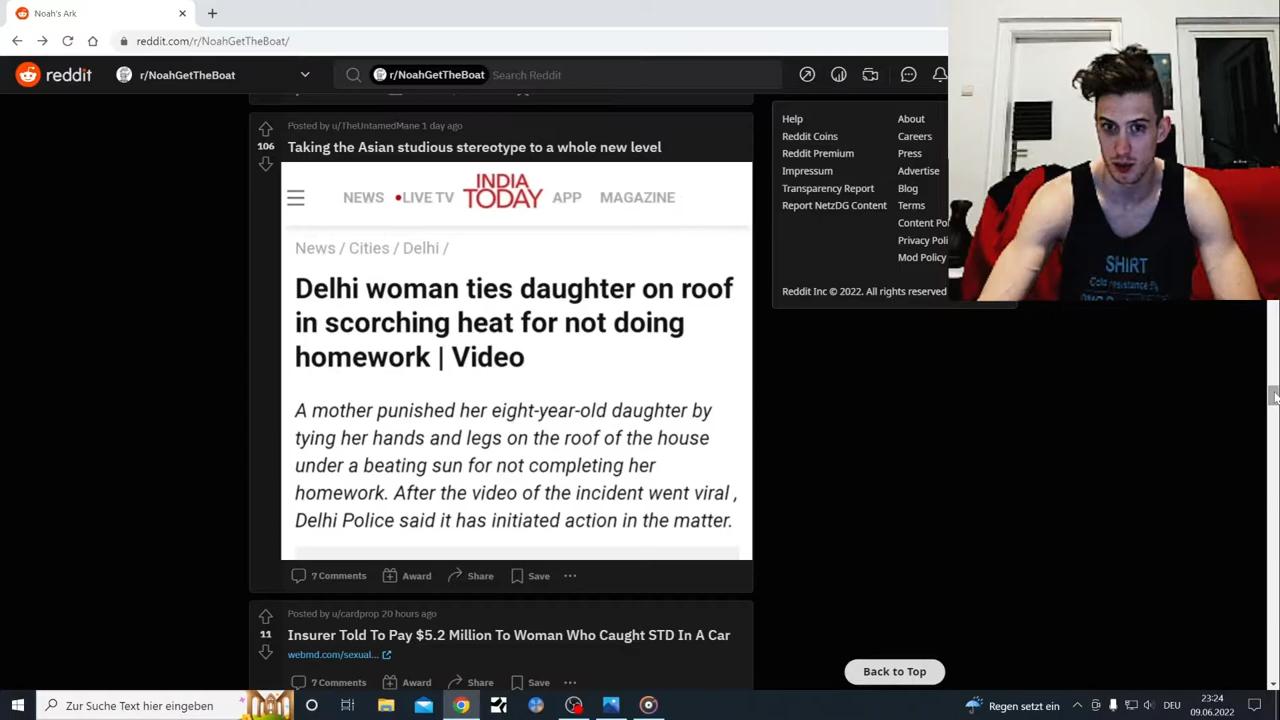 Noah's Ark
reddit.com/r/NoahGetTheBoat/
reddit
r/NoahGetTheBoat
r/NoahGetTheBoat
Search Reddit
Posted by u/TheUntamedMane 1 day ago
106
Taking the Asian studious stereotype to a whole new level
NEWS
LIVE TV
INDIA
TODAY
APP
MAGAZINE
News / Cities / Delhi /
Delhi woman ties daughter on roof
in scorching heat for not doing
homework | Video
A mother punished her eight-year-old daughter by
tying her hands and legs on the roof of the house
under a beating sun for not completing her
homework. After the video of the incident went viral ,
Delhi Police said it has initiated action in the matter.
7 Comments
Award
Share
Save
Posted by u/cardprop 20 hours ago
11
Insurer Told To Pay $5.2 Million To Woman Who Caught STD In A Car
webmd.com/sexual...
7 Comments
Award
Share
Save
Help
About
Reddit Coins
Careers
Reddit Premium
Press
Impressum
Advertise
Transparency Report
Blog
Report NetzDG Content
Terms
Content Po
Privacy Poli
Mod Policy
Reddit Inc © 2022. All rights reserved
SHIRT
Back to Top
Zur Suche Text hier eingeben
Regen setzt ein
DEU
23:24
09.06.2022